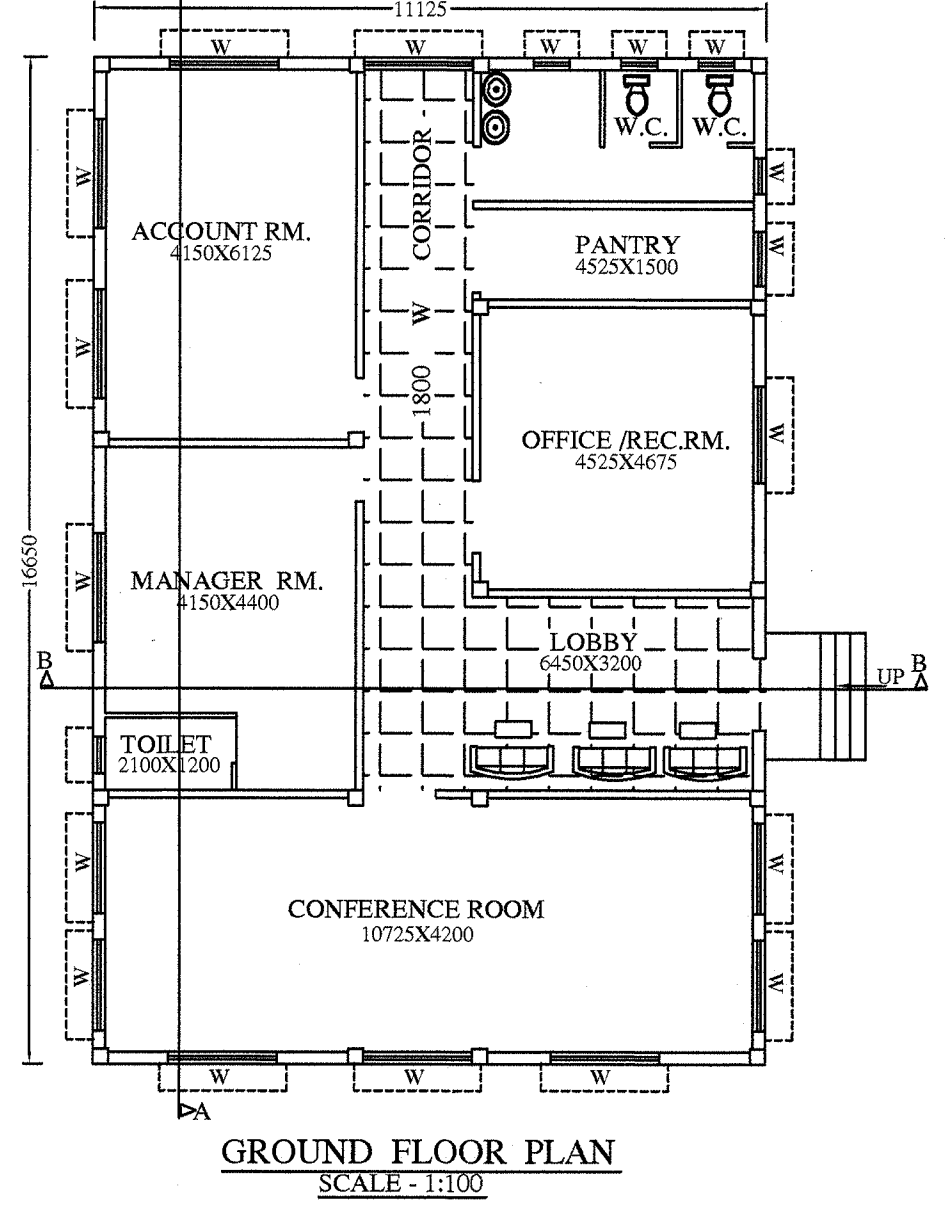 11125
W
W
W
W
W
W.C.
W.C.
W
W
CORRIDOR -
1800 W
ACCOUNT RM.
4150X6125
PANTRY
4525X1500
W
W
OFFICE /REC.RM.
4525X4675
W
16650
W
MANAGER RM.
4150X4400
LOBBY
6450X3200
B
UP
B
TOILET
2100X1200
W
W
CONFERENCE ROOM
10725X4200
W
W
W
W
W
A
GROUND FLOOR PLAN
SCALE - 1:100